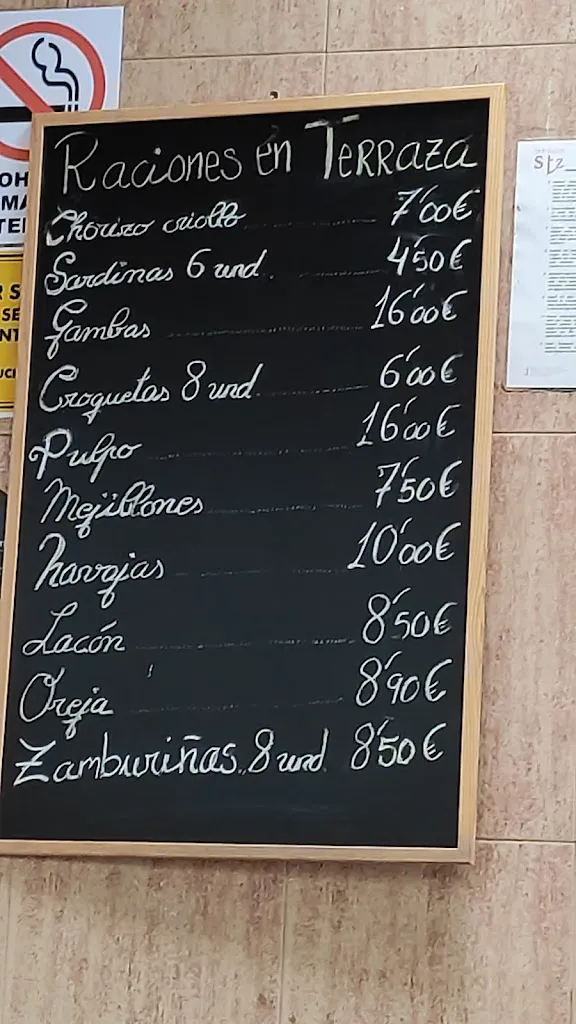 Raciones en Terraza
Chorizo criollo 7'00€
Sardinas 6 und. 4'50€
Gambas 16'00€
Croquetas 8 und 6'00€
Pulpo 16'00€
Mejillones 7'50€
Navajas 10'00€
Lacón 8'50€
Oreja 8'90€
Zamburiñas. 8 und 8'50€